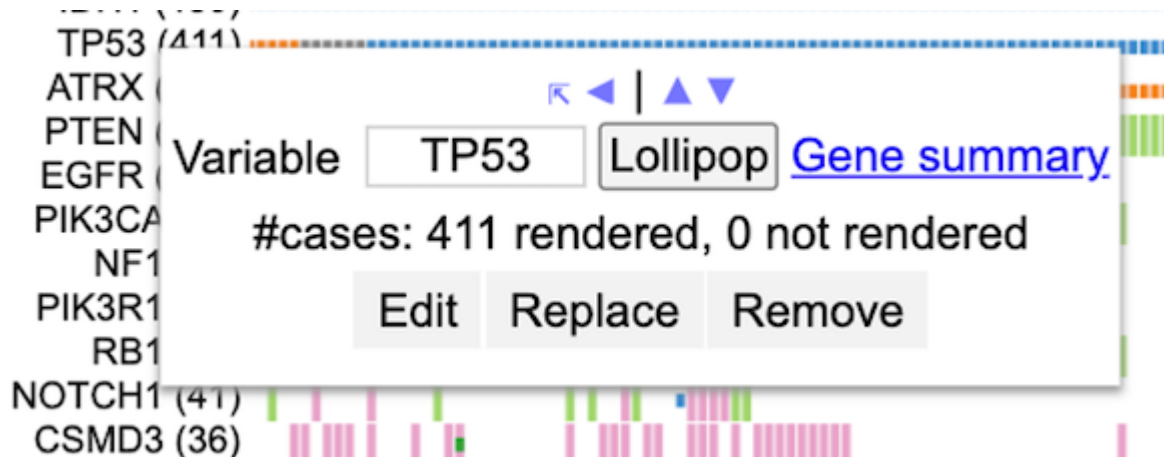 TP53 (411)
ATRX (
PTEN (
EGFR (
PIK3CA
NF1
PIK3R1
RB1
NOTCH1 (41)
CSMD3 (36)
Variable TP53 Lollipop Gene summary
#cases: 411 rendered, 0 not rendered
Edit Replace Remove